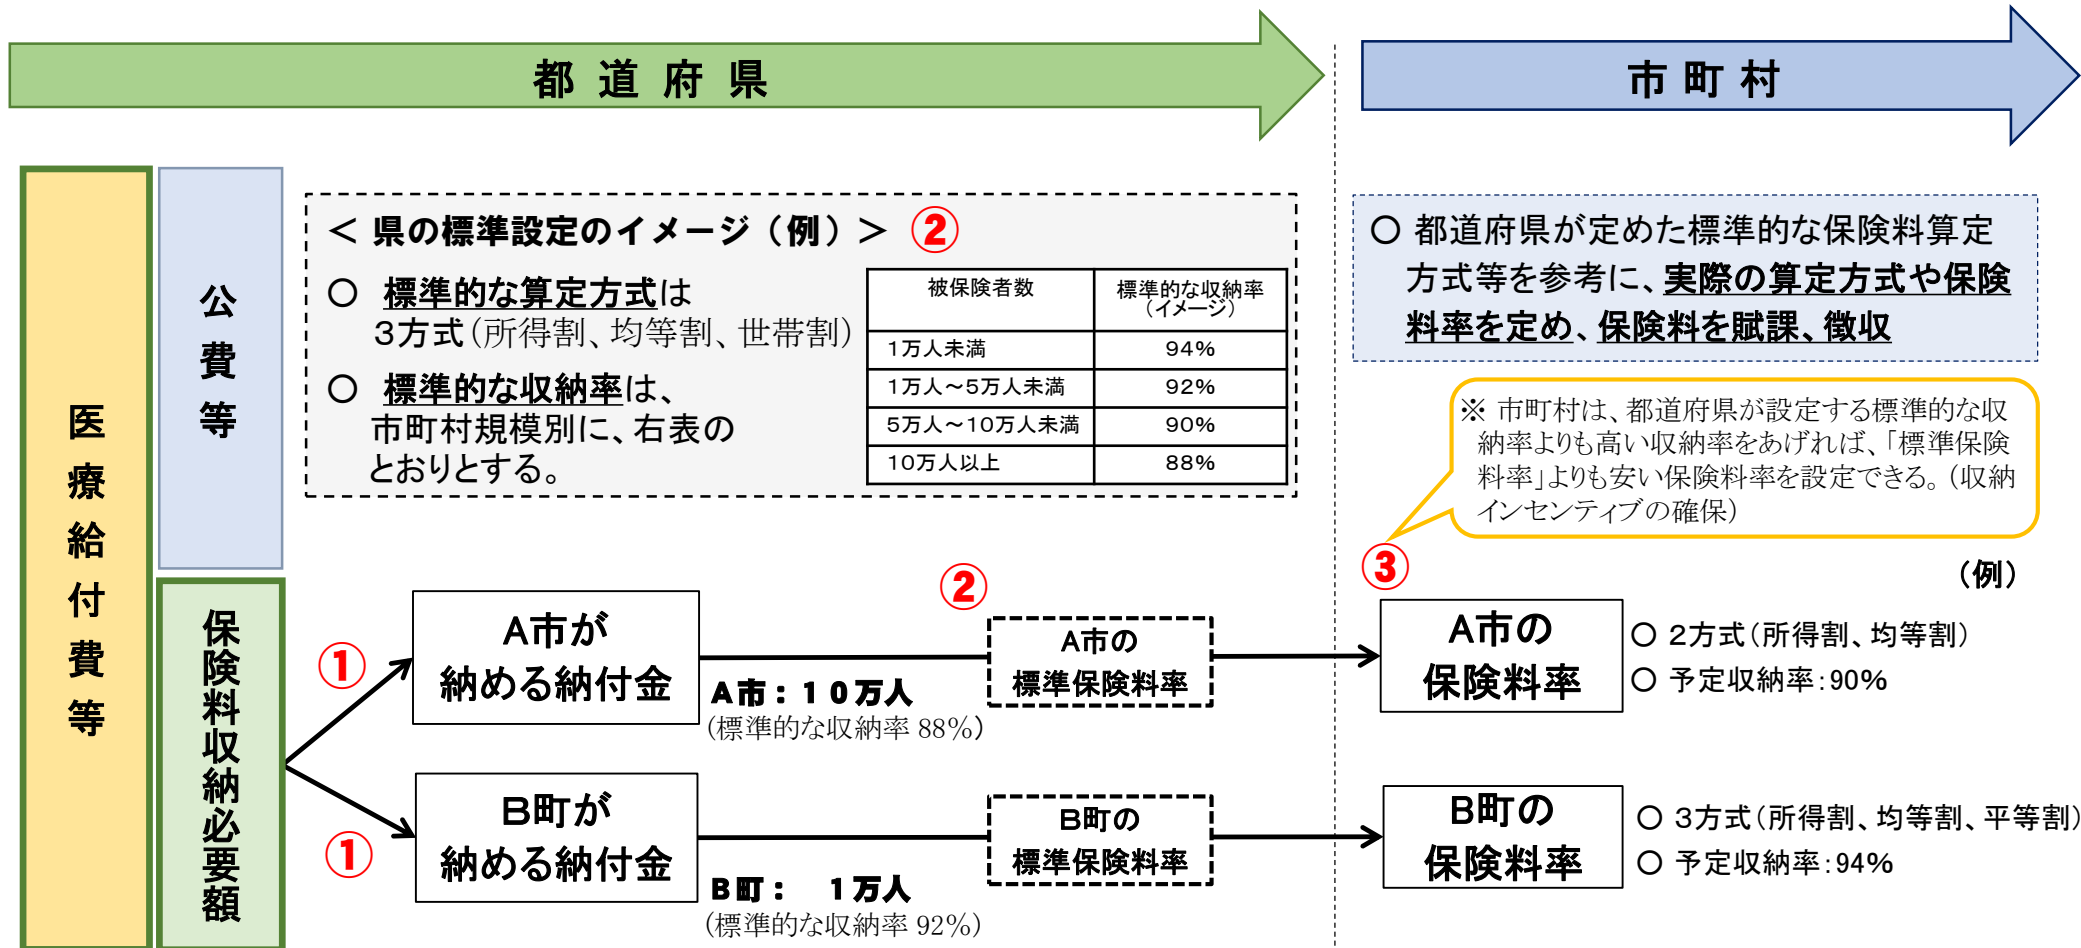 都道府県
市町村
医療給付費等
公費等
保険料収納必要額
＜ 県の標準設定のイメージ（例）＞ ②
○ 標準的な算定方式は
３方式（所得割、均等割、世帯割）
○ 標準的な収納率は、
市町村規模別に、右表の
とおりとする。
被保険者数 標準的な収納率
（イメージ）
1万人未満 94%
1万人～5万人未満 92%
5万人～10万人未満 90%
10万人以上 88%
○ 都道府県が定めた標準的な保険料算定
方式等を参考に、実際の算定方式や保険
料率を定め、保険料を賦課、徴収
※ 市町村は、都道府県が設定する標準的な収
納率よりも高い収納率をあげれば、「標準保険
料率」よりも安い保険料率を設定できる。（収納
インセンティブの確保）
③
（例）
①
A市が
納める納付金
A市：１０万人
（標準的な収納率 88%）
②
A市の
標準保険料率
A市の
保険料率
○ 2方式（所得割、均等割）
○ 予定収納率：90%
①
B町が
納める納付金
B町：　１万人
（標準的な収納率 92%）
B町の
標準保険料率
B町の
保険料率
○ 3方式（所得割、均等割、平等割）
○ 予定収納率：94%